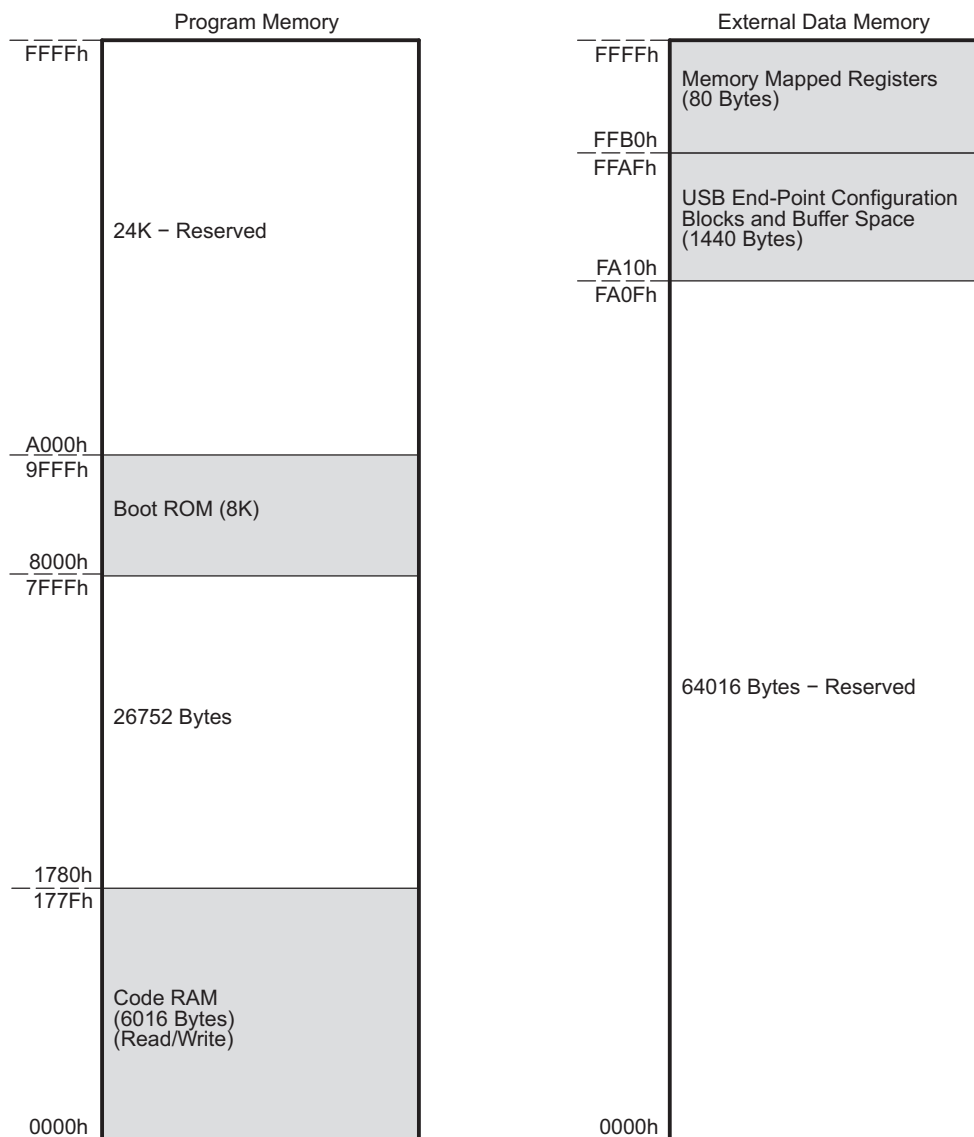 Program Memory
FFFFh
24K − Reserved
A000h
9FFFh
Boot ROM (8K)
8000h
7FFFh
26752 Bytes
1780h
177Fh
Code RAM
(6016 Bytes)
(Read/Write)
0000h
External Data Memory
FFFFh
Memory Mapped Registers
(80 Bytes)
FFB0h
FFAFh
USB End-Point Configuration
Blocks and Buffer Space
(1440 Bytes)
FA10h
FA0Fh
64016 Bytes − Reserved
0000h